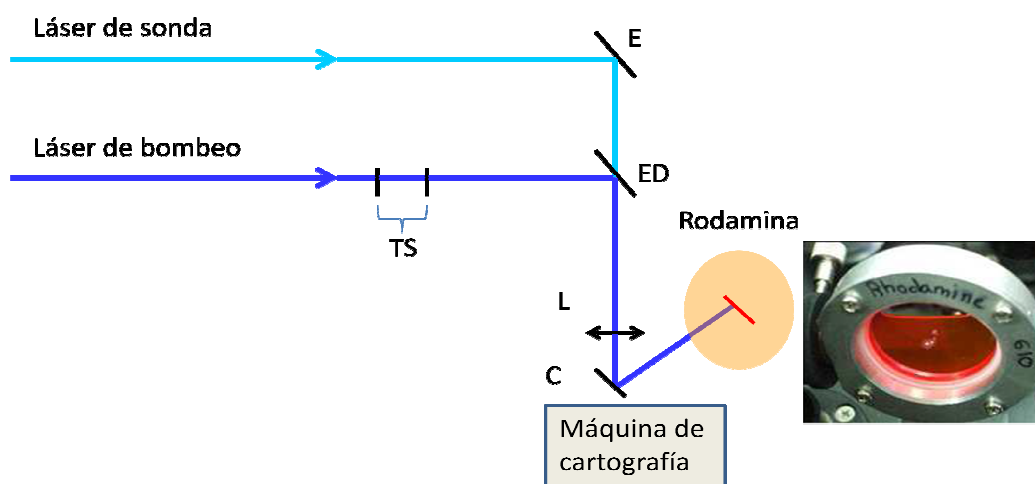 Láser de sonda
E
Láser de bombeo
ED
TS
Rodamina
L
C
Máquina de
cartografía
Rhodamine
610